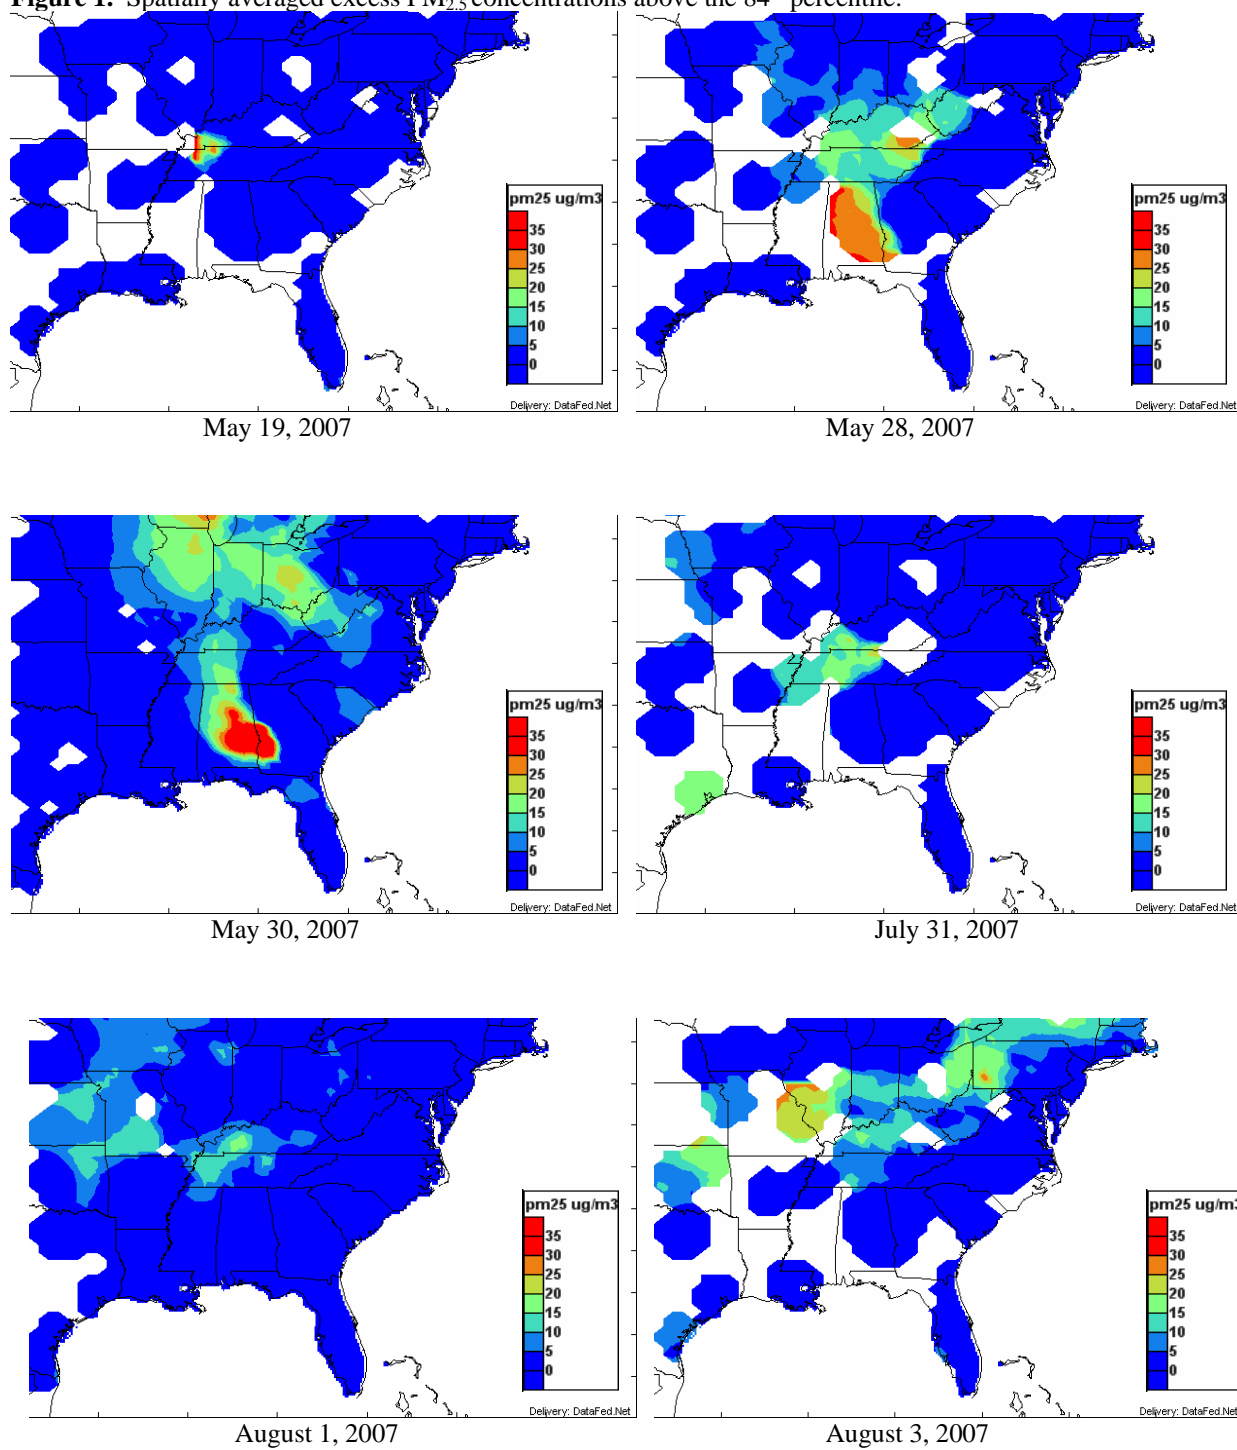 Figure 1. Spatially averaged excess PM2.5 concentrations above the 84th percentile.
pm25 ug/m3
35
30
25
20
15
10
5
0
Delivery: DataFed.Net
May 19, 2007
pm25 ug/m3
35
30
25
20
15
10
5
0
Delivery: DataFed.Net
May 28, 2007
pm25 ug/m3
35
30
25
20
15
10
5
0
Delivery: DataFed.Net
May 30, 2007
pm25 ug/m3
35
30
25
20
15
10
5
0
Delivery: DataFed.Net
July 31, 2007
pm25 ug/m3
35
30
25
20
15
10
5
0
Delivery: DataFed.Net
August 1, 2007
pm25 ug/m3
35
30
25
20
15
10
5
0
Delivery: DataFed.Net
August 3, 2007